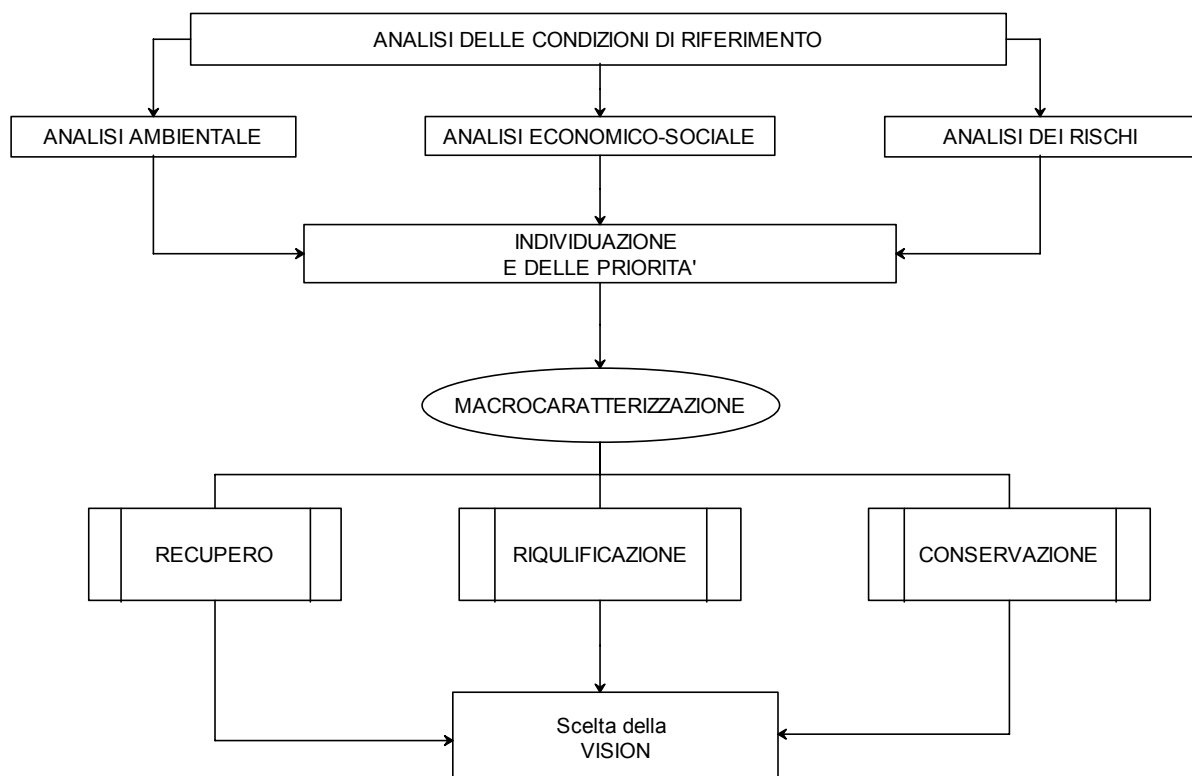 ANALISI DELLE CONDIZIONI DI RIFERIMENTO
ANALISI AMBIENTALE
ANALISI ECONOMICO-SOCIALE
ANALISI DEI RISCHI
INDIVIDUAZIONE
E DELLE PRIORITA'
MACROCARATTERIZZAZIONE
RECUPERO
RIQULIFICAZIONE
CONSERVAZIONE
Scelta della
VISION